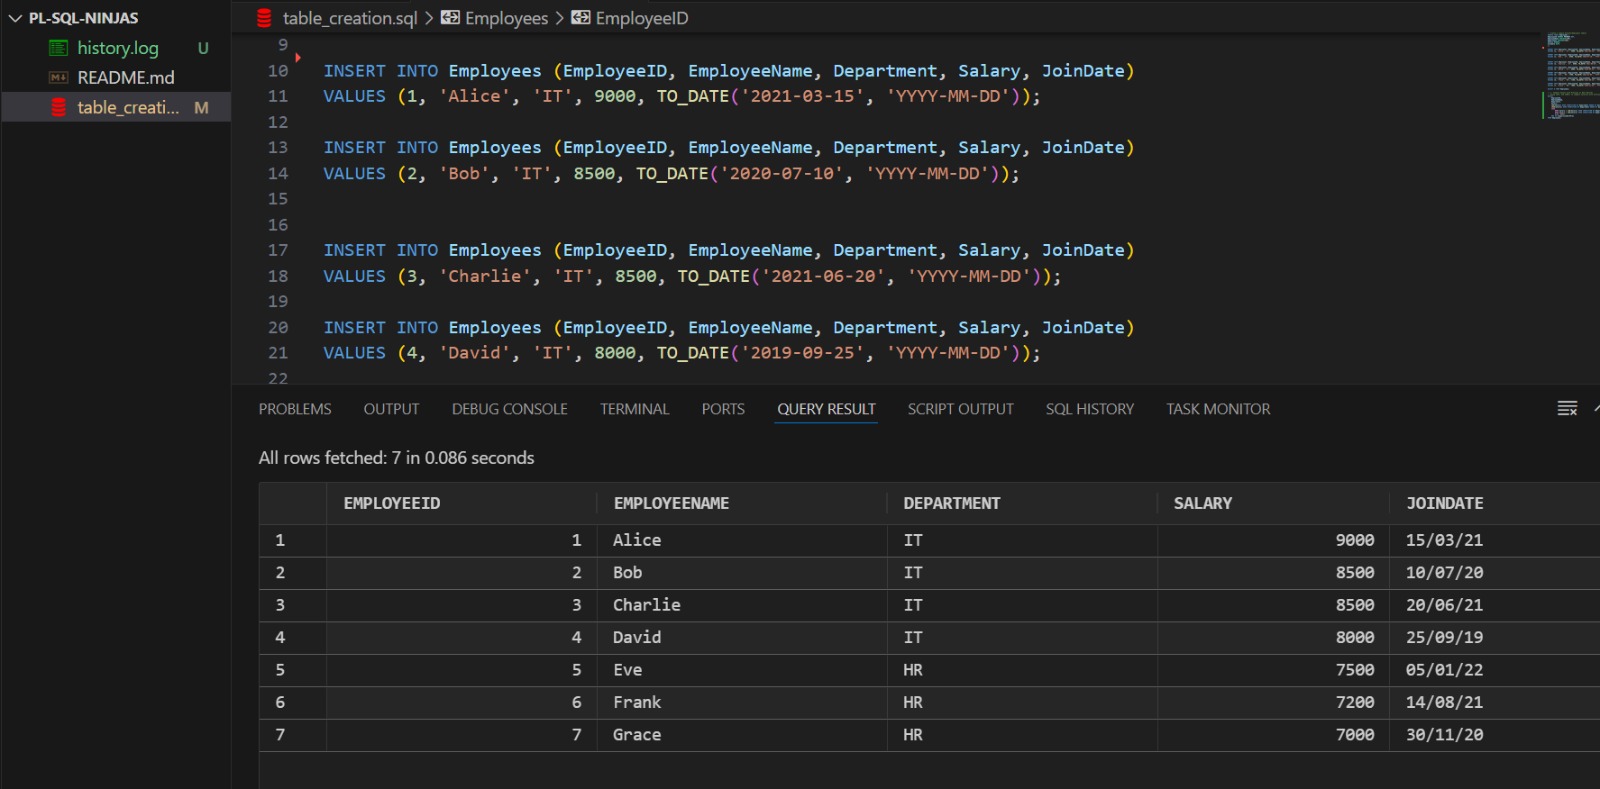 PL-SQL-NINJAS
history.log U
README.md
table_creati... M
table_creation.sql > Employees > EmployeeID
9
10 INSERT INTO Employees (EmployeeID, EmployeeName, Department, Salary, JoinDate)
11 VALUES (1, 'Alice', 'IT', 9000, TO_DATE('2021-03-15', 'YYYY-MM-DD'));
12
13 INSERT INTO Employees (EmployeeID, EmployeeName, Department, Salary, JoinDate)
14 VALUES (2, 'Bob', 'IT', 8500, TO_DATE('2020-07-10', 'YYYY-MM-DD'));
15
16
17 INSERT INTO Employees (EmployeeID, EmployeeName, Department, Salary, JoinDate)
18 VALUES (3, 'Charlie', 'IT', 8500, TO_DATE('2021-06-20', 'YYYY-MM-DD'));
19
20 INSERT INTO Employees (EmployeeID, EmployeeName, Department, Salary, JoinDate)
21 VALUES (4, 'David', 'IT', 8000, TO_DATE('2019-09-25', 'YYYY-MM-DD'));
22
PROBLEMS OUTPUT DEBUG CONSOLE TERMINAL PORTS QUERY RESULT SCRIPT OUTPUT SQL HISTORY TASK MONITOR
All rows fetched: 7 in 0.086 seconds
EMPLOYEEID EMPLOYEENAME DEPARTMENT SALARY JOINDATE
1 1 Alice IT 9000 15/03/21
2 2 Bob IT 8500 10/07/20
3 3 Charlie IT 8500 20/06/21
4 4 David IT 8000 25/09/19
5 5 Eve HR 7500 05/01/22
6 6 Frank HR 7200 14/08/21
7 7 Grace HR 7000 30/11/20